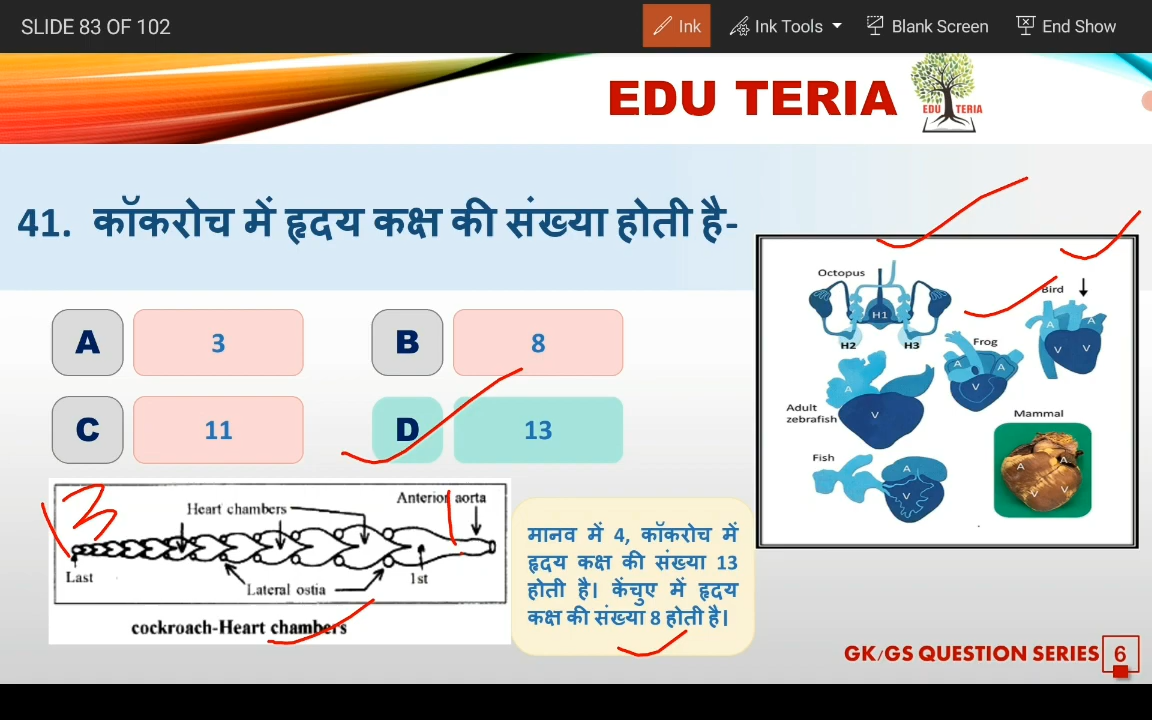 SLIDE 83 OF 102
Ink
Ink Tools
Blank Screen
End Show
EDU TERIA
EDU TERIA
41. कॉकरोच में हृदय कक्ष की संख्या होती है-
A 3
B 8
C 11
D 13
Octopus
H1
H2 H3
Bird
A A
V V
Frog
A A
V
Adult
zebrafish
A
V
Mammal
A A
V V
Fish
A
V
13
1
Anterior aorta
Heart chambers
Last
1st
Lateral ostia
cockroach-Heart chambers
मानव में 4, कॉकरोच में
हृदय कक्ष की संख्या 13
होती है। केंचुए में हृदय
कक्ष की संख्या 8 होती है।
GK/GS QUESTION SERIES 6